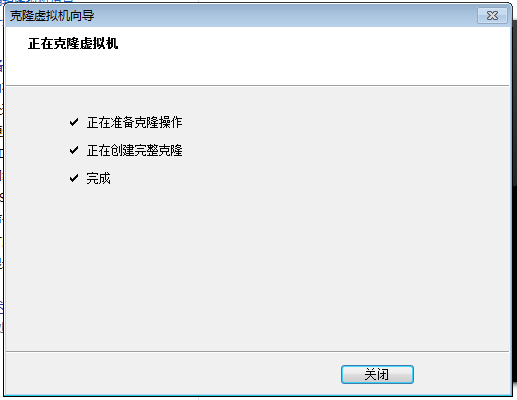 克隆虚拟机向导
正在克隆虚拟机
正在准备克隆操作
正在创建完整克隆
完成
关闭